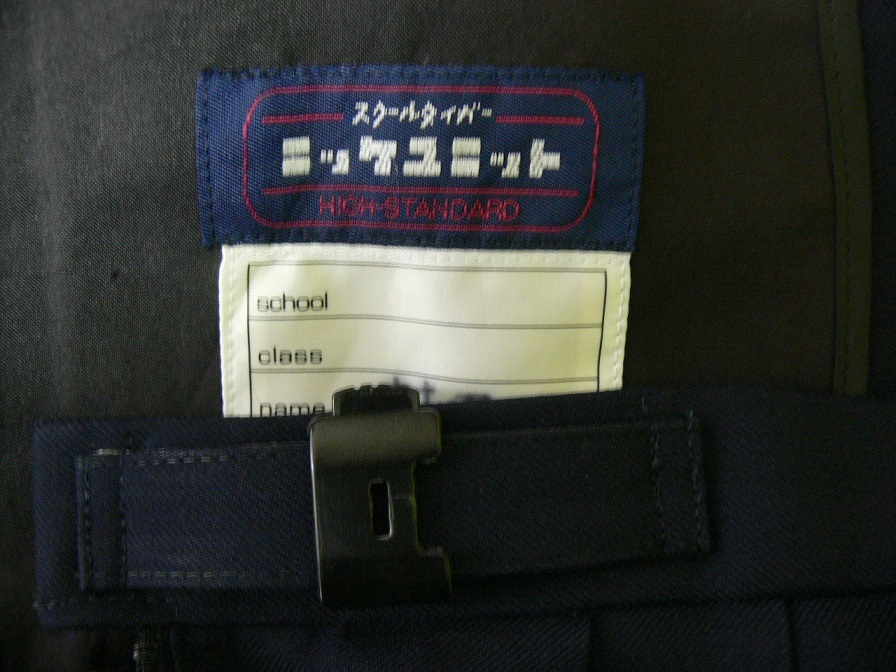 スクールタイガー
ニッケユニット
HIGH-STANDARD
school
class
name